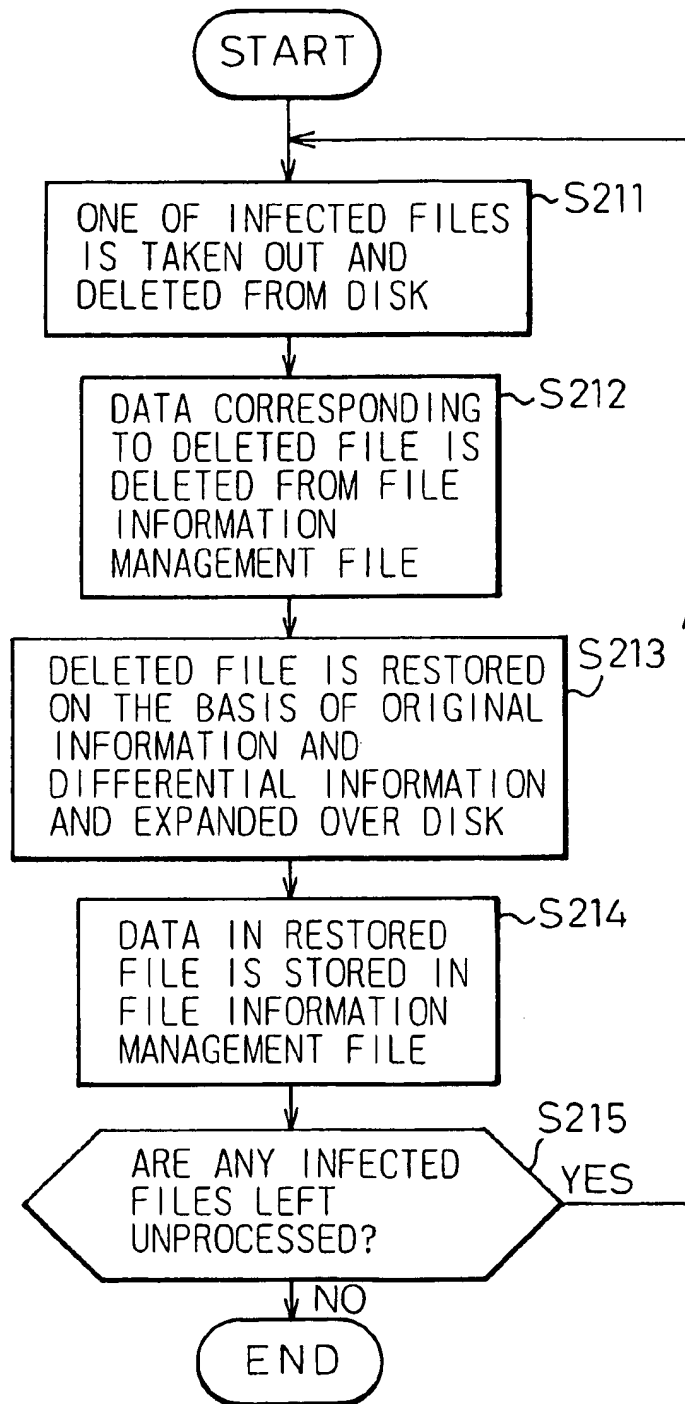 START
S211
ONE OF INFECTED FILES
IS TAKEN OUT AND
DELETED FROM DISK
S212
DATA CORRESPONDING
TO DELETED FILE IS
DELETED FROM FILE
INFORMATION
MANAGEMENT FILE
S213
DELETED FILE IS RESTORED
ON THE BASIS OF ORIGINAL
INFORMATION AND
DIFFERENTIAL INFORMATION
AND EXPANDED OVER DISK
S214
DATA IN RESTORED
FILE IS STORED IN
FILE INFORMATION
MANAGEMENT FILE
S215
ARE ANY INFECTED
FILES LEFT
UNPROCESSED?
YES
NO
END